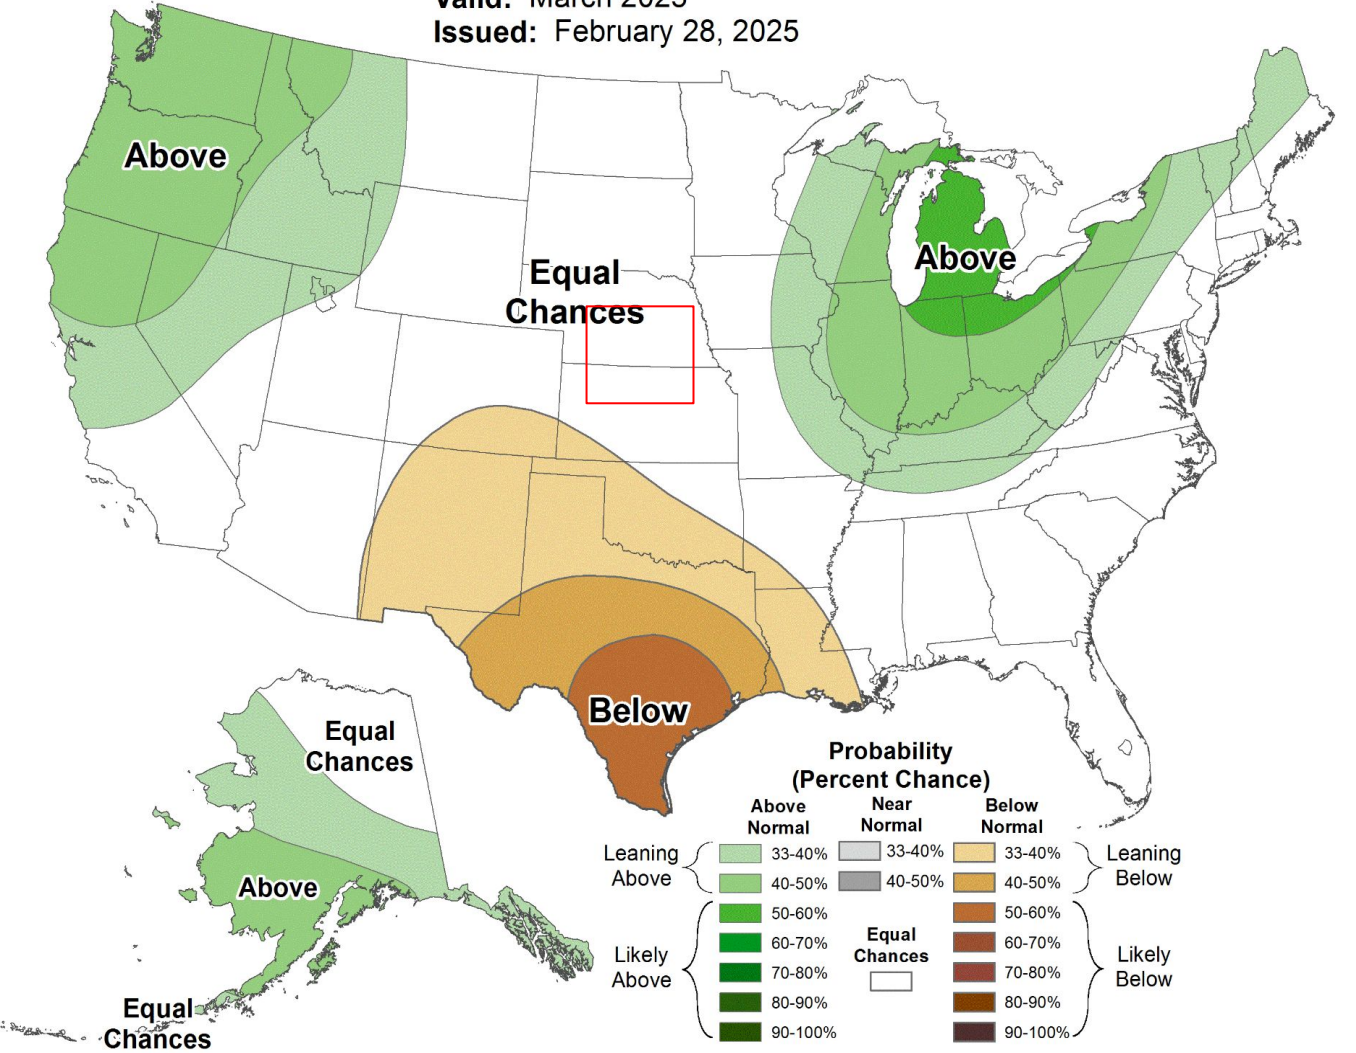 Valid: March 2025
Issued: February 28, 2025
Above
Equal
Chances
Above
Below
Equal
Chances
Above
Equal
Chances
Probability
(Percent Chance)
Above
Normal
Near
Normal
Below
Normal
Leaning
Above
33-40%
33-40%
33-40%
Leaning
Below
40-50%
40-50%
40-50%
Likely
Above
50-60%
60-70%
70-80%
80-90%
90-100%
Equal
Chances
50-60%
60-70%
70-80%
80-90%
90-100%
Likely
Below